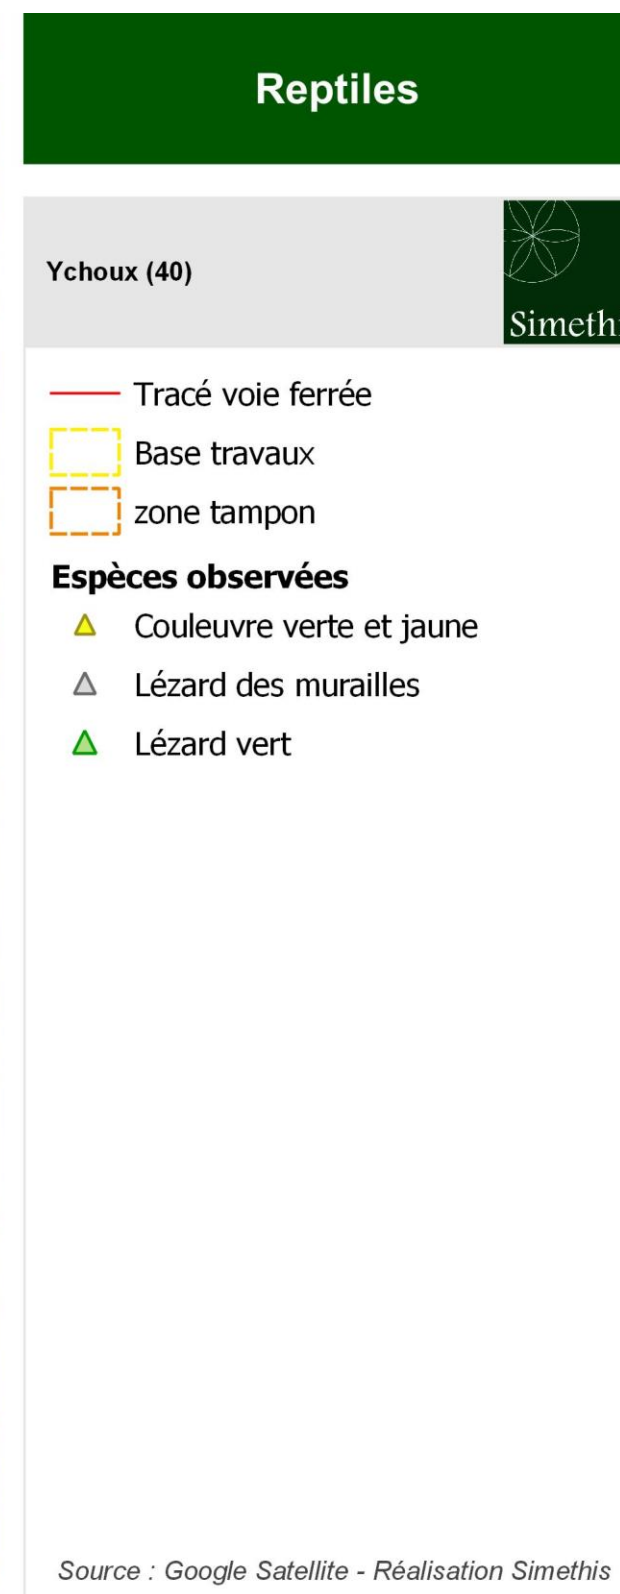 Reptiles
Ychoux (40)
Simethi
Tracé voie ferrée
Base travaux
zone tampon
Espèces observées
Couleuvre verte et jaune
Lézard des murailles
Lézard vert
Source : Google Satellite - Réalisation Simethis